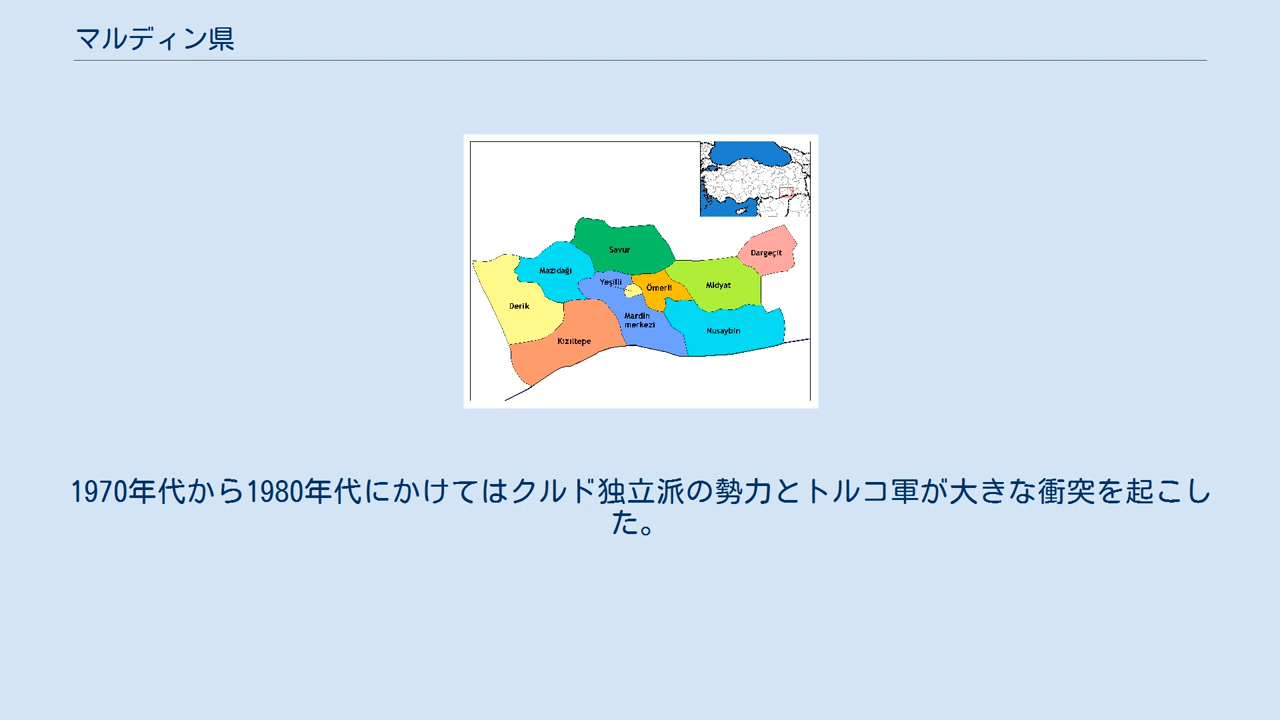 マルディン県
Savur
Dargeçit
Mazıdağı
Yeşilli
Ömerli
Midyat
Derik
Mardin
merkezi
Nusaybin
Kızıltepe
1970年代から1980年代にかけてはクルド独立派の勢力とトルコ軍が大きな衝突を起こし
た。